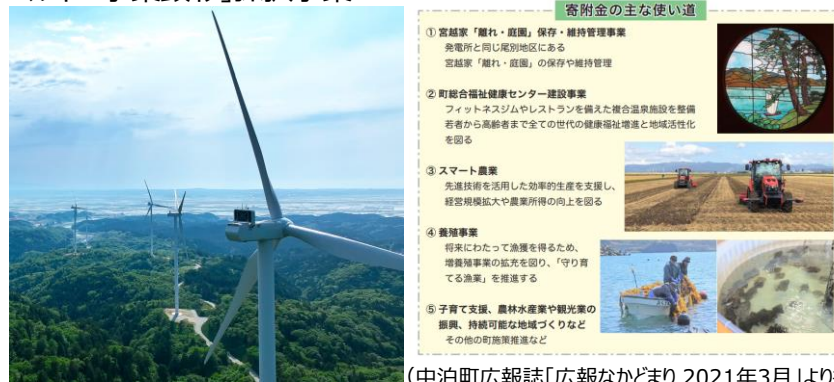 寄附金の主な使い道
① 宮越家「離れ・庭園」保存・維持管理事業
発電所と同じ尾別地区にある
宮越家「離れ・庭園」の保存や維持管理
② 町総合福祉健康センター建設事業
フィットネスジムやレストランを備えた複合温泉施設を整備
若者から高齢者まで全ての世代の健康福祉増進と地域活性化
を図る
③ スマート農業
先進技術を活用した効率的生産を支援し、
経営規模拡大や農業所得の向上を図る
④ 養殖事業
将来にわたって漁獲を得るため、
増養殖事業の拡充を図り、「守り育
てる漁業」を推進する
⑤ 子育て支援、農林水産業や観光業の
振興、持続可能な地域づくりなど
その他の町施策推進など
(中泊町広報誌「広報なかどまり 2021年3月」より